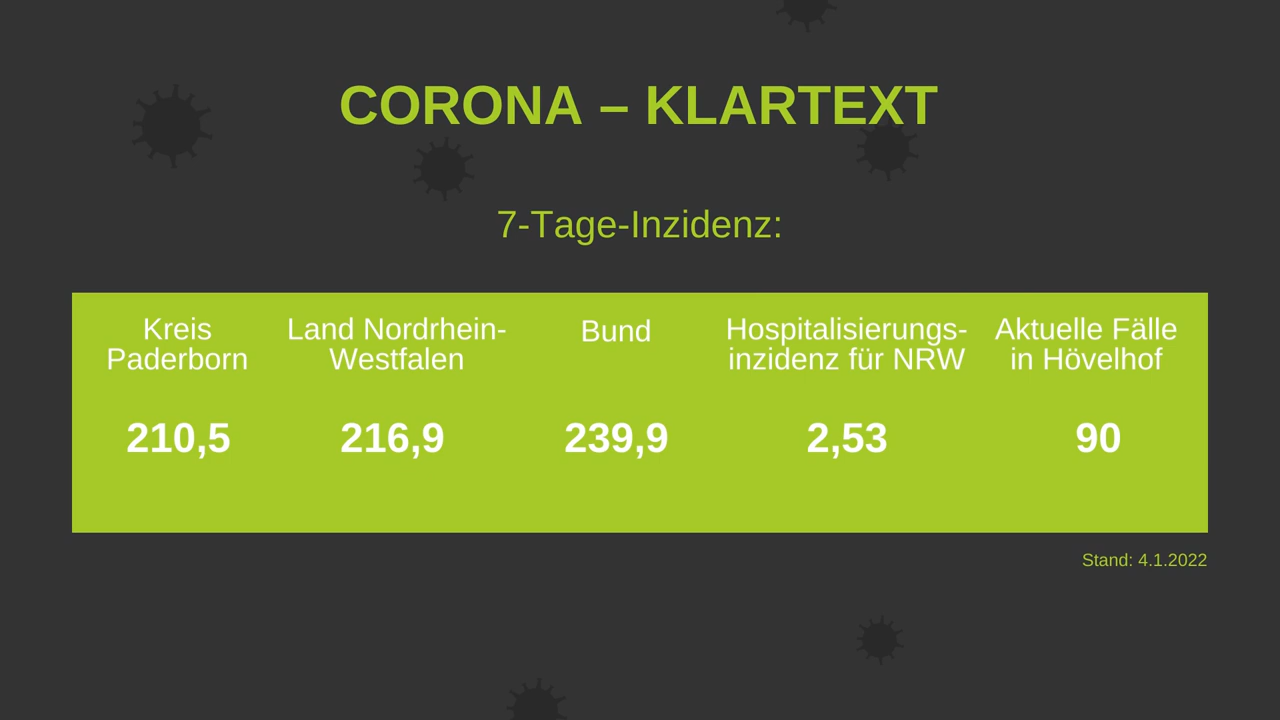 CORONA – KLARTEXT
7-Tage-Inzidenz:
Kreis
Paderborn
210,5
Land Nordrhein-
Westfalen
216,9
Bund
239,9
Hospitalisierungs-
inzidenz für NRW
2,53
Aktuelle Fälle
in Hövelhof
90
Stand: 4.1.2022